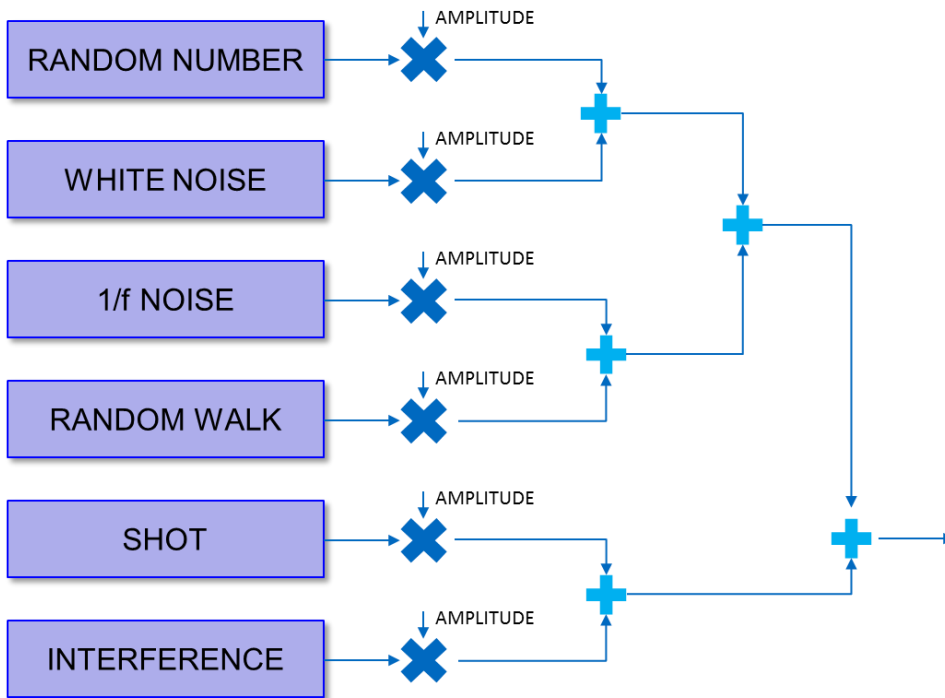 AMPLITUDE
RANDOM NUMBER
AMPLITUDE
WHITE NOISE
AMPLITUDE
1/f NOISE
AMPLITUDE
RANDOM WALK
AMPLITUDE
SHOT
AMPLITUDE
INTERFERENCE